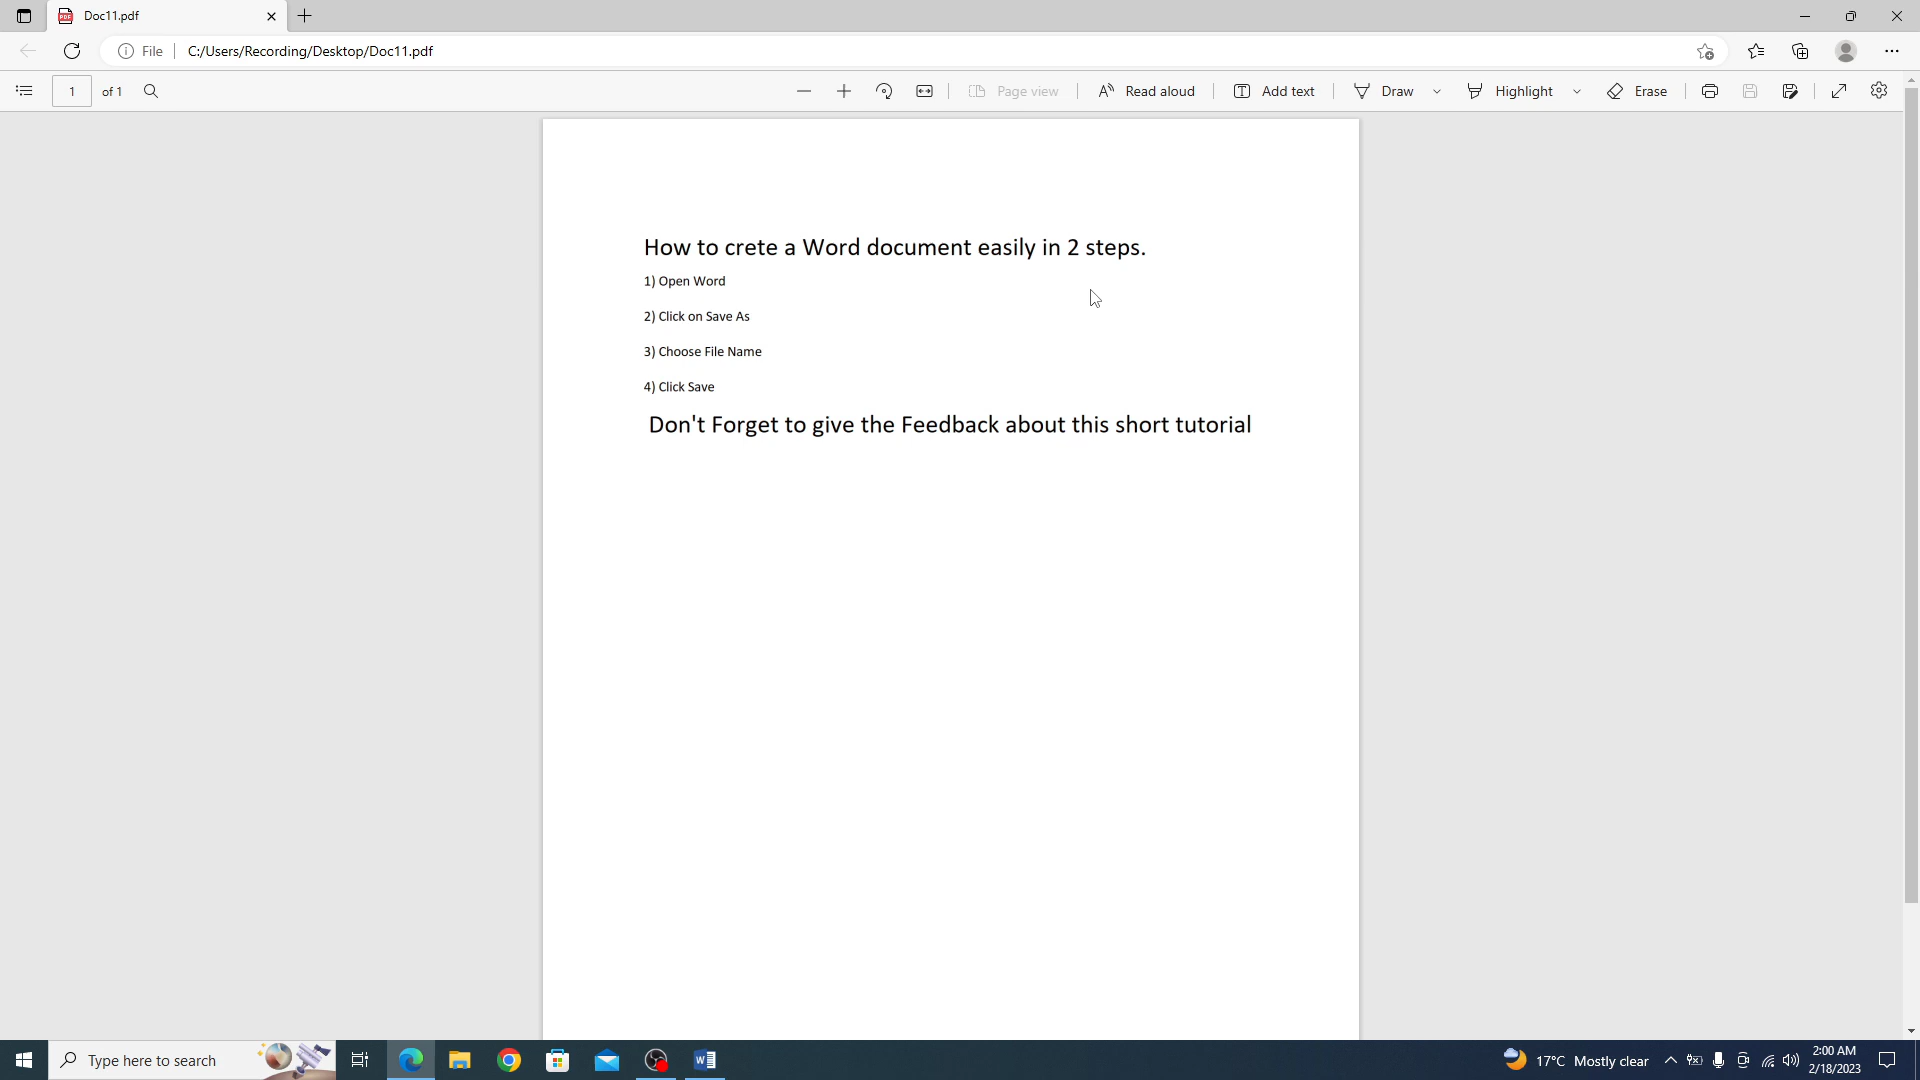 Doc11.pdf
File
C:/Users/Recording/Desktop/Doc11.pdf
1 of 1
Page view
Read aloud
Add text
Draw
Highlight
Erase
How to crete a Word document easily in 2 steps.
1) Open Word
2) Click on Save As
3) Choose File Name
4) Click Save
Don't Forget to give the Feedback about this short tutorial
Type here to search
17°C Mostly clear
2:00 AM
2/18/2023